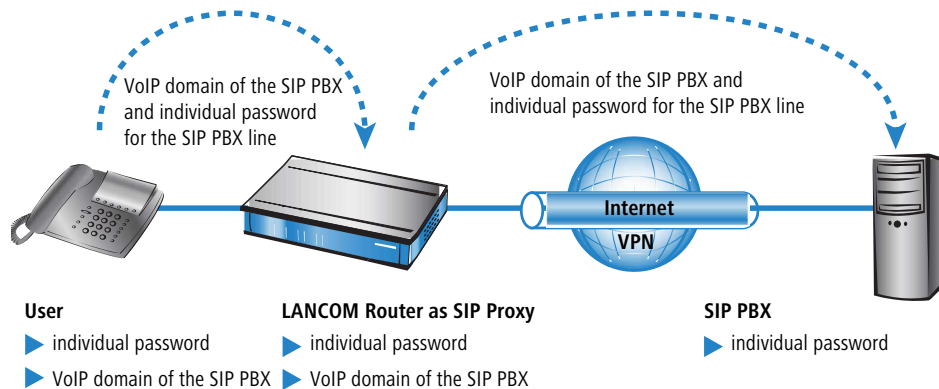 VoIP domain of the SIP PBX
and individual password
for the SIP PBX line
VoIP domain of the SIP PBX and
individual password for the SIP PBX line
Internet
VPN
User
individual password
VoIP domain of the SIP PBX
LANCOM Router as SIP Proxy
individual password
VoIP domain of the SIP PBX
SIP PBX
individual password